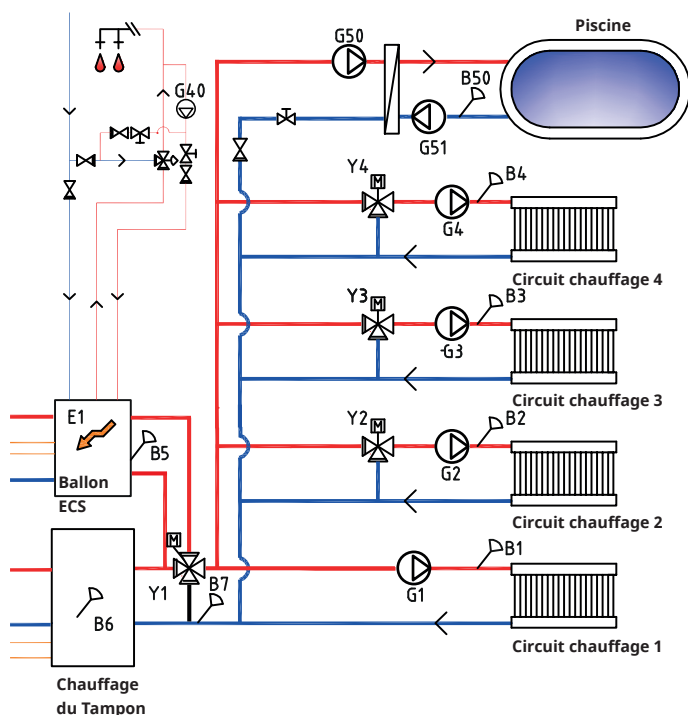 Piscine
G50
B50
G40
G51
Y4
B4
G4
Circuit chauffage 4
Y3
B3
G3
Circuit chauffage 3
Y2
B2
G2
Circuit chauffage 2
E1
B5
Ballon
ECS
M
M
M
M
Y1
B7
G1
B1
B6
Circuit chauffage 1
Chauffage
du Tampon